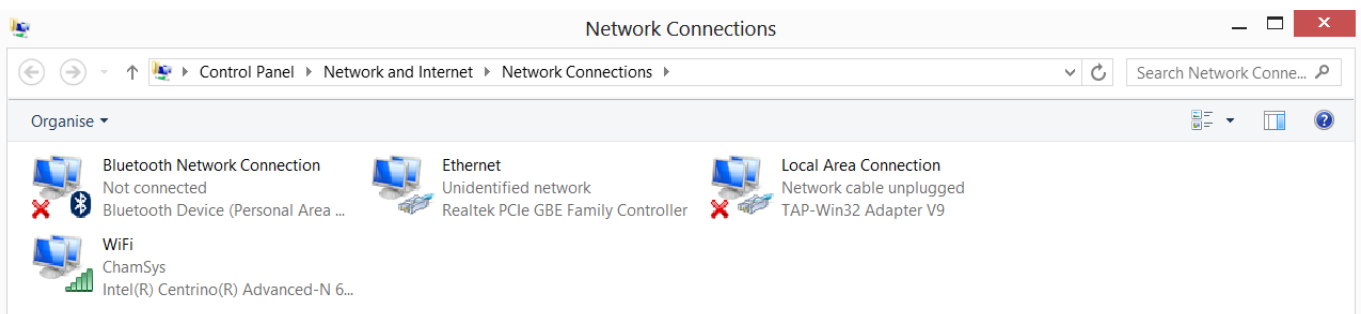 Network Connections
Control Panel Network and Internet Network Connections
Search Network Conne...
Organise
Bluetooth Network Connection
Not connected
Bluetooth Device (Personal Area ...
Ethernet
Unidentified network
Realtek PCIe GBE Family Controller
Local Area Connection
Network cable unplugged
TAP-Win32 Adapter V9
WiFi
ChamSys
Intel(R) Centrino(R) Advanced-N 6...